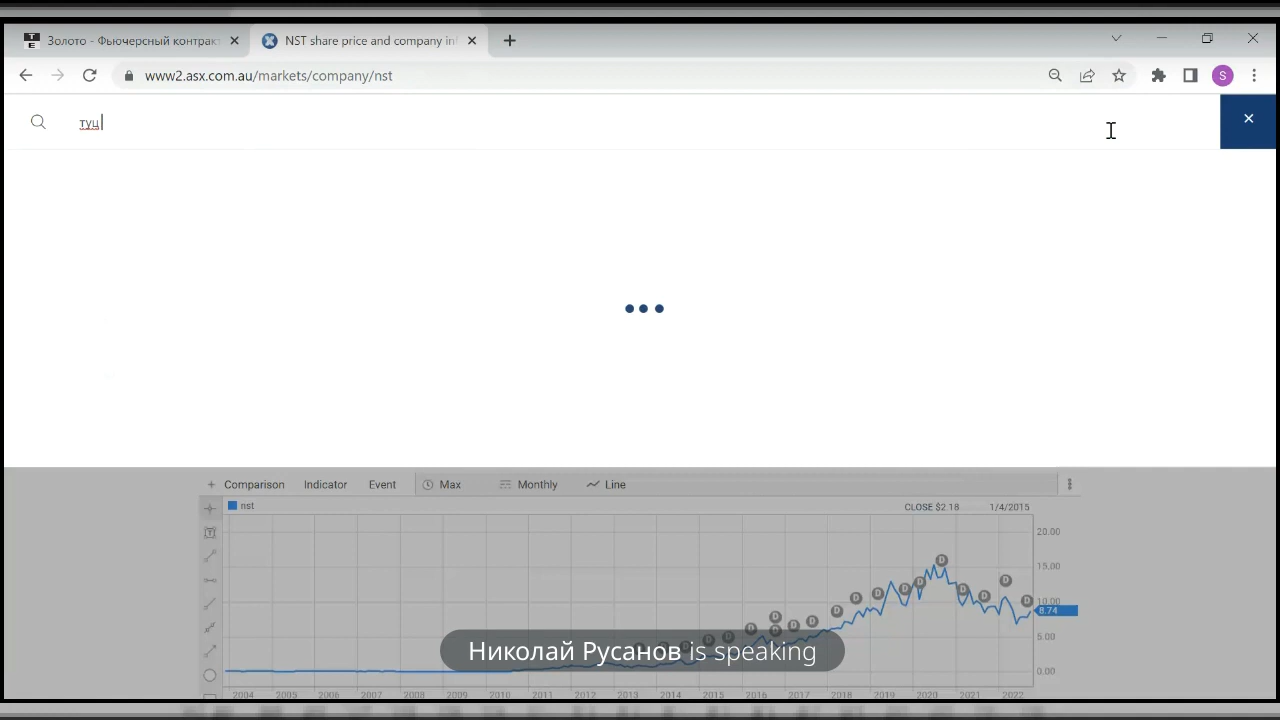 Золото - Фьючерсный контракт
NST share price and company in
www2.asx.com.au/markets/company/nst
S
туц
+ Comparison Indicator Event Max Monthly Line
nst
CLOSE $2.18 1/4/2015
20.00
15.00
10.00
8.74
5.00
0.00
Николай Русанов is speaking
2004 2005 2006 2007 2008 2009 2010 2011 2012 2013 2014 2015 2016 2017 2018 2019 2020 2021 2022